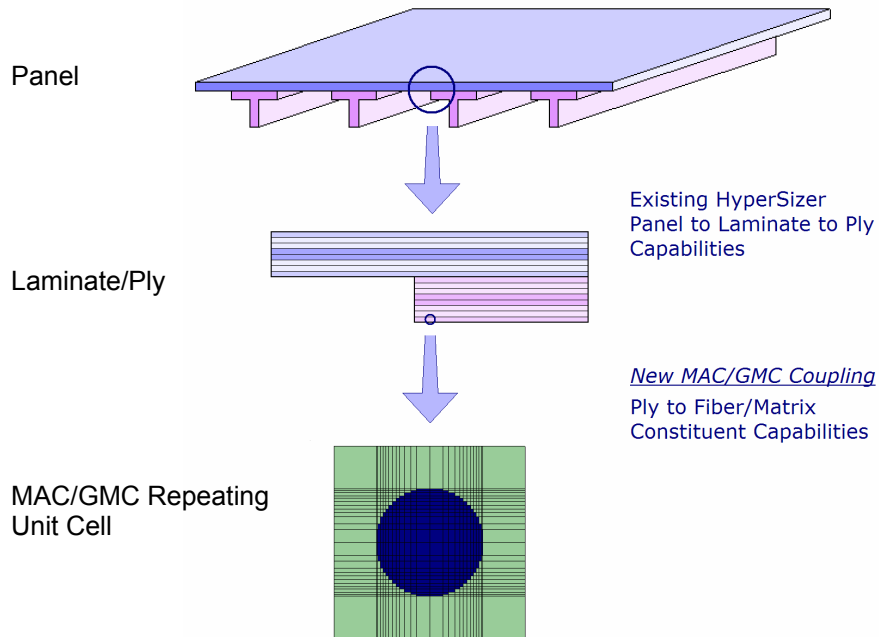 Panel
Existing HyperSizer
Panel to Laminate to Ply
Capabilities
Laminate/Ply
New MAC/GMC Coupling
Ply to Fiber/Matrix
Constituent Capabilities
MAC/GMC Repeating
Unit Cell